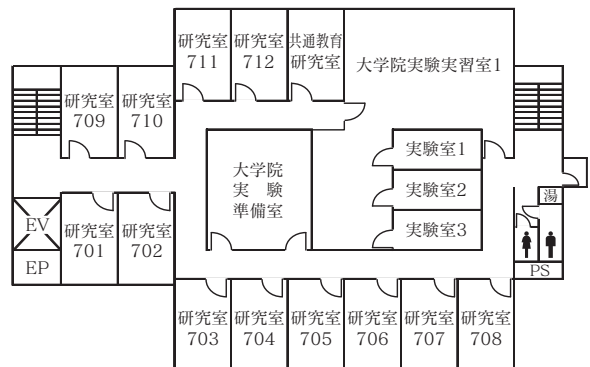 研究室
711
研究室
712
共通教育
研究室
大学院実験実習室1
研究室
709
研究室
710
実験室1
大学院
実 験
準備室
実験室2
湯
実験室3
EV
研究室
701
研究室
702
EP
PS
研究室
703
研究室
704
研究室
705
研究室
706
研究室
707
研究室
708